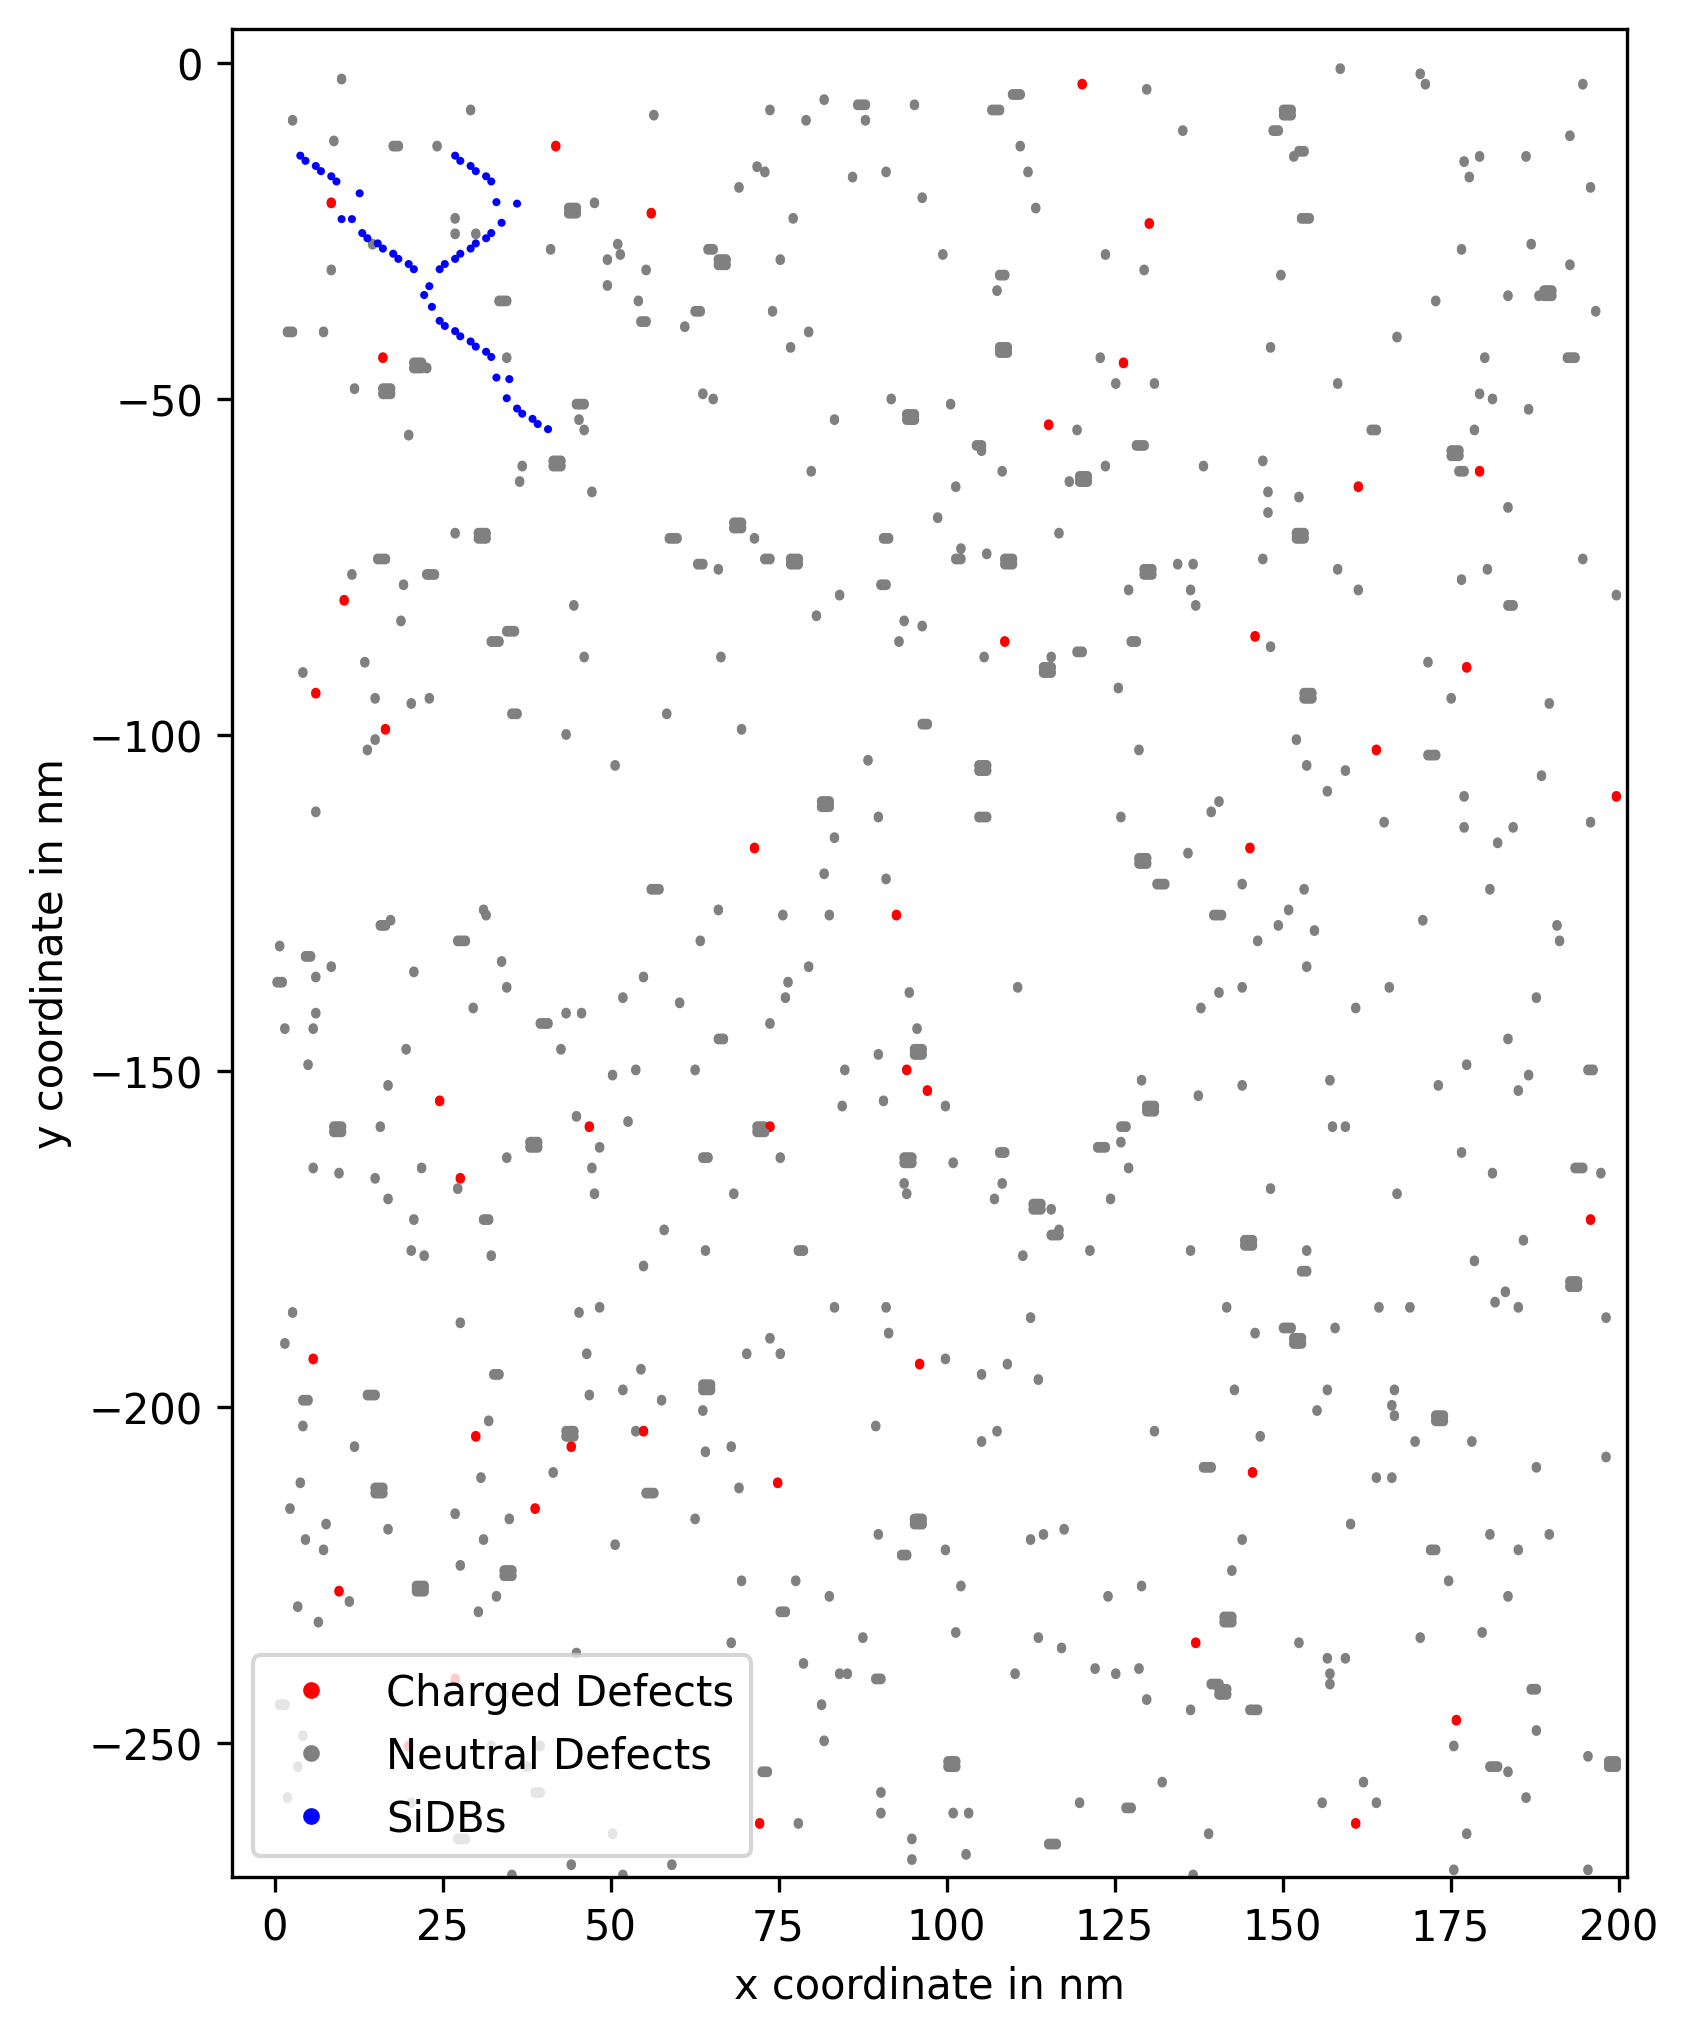 0
−50
−100
−150
−200
−250
y coordinate in nm
Charged Defects
Neutral Defects
SiDBs
0 25 50 75 100 125 150 175 200
x coordinate in nm